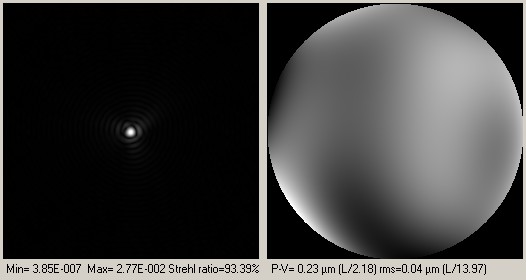 Min= 3.85E-007 Max= 2.77E-002 Strehl ratio=93.39%
P-V= 0.23 µm (L/2.18) rms=0.04 µm (L/13.97)